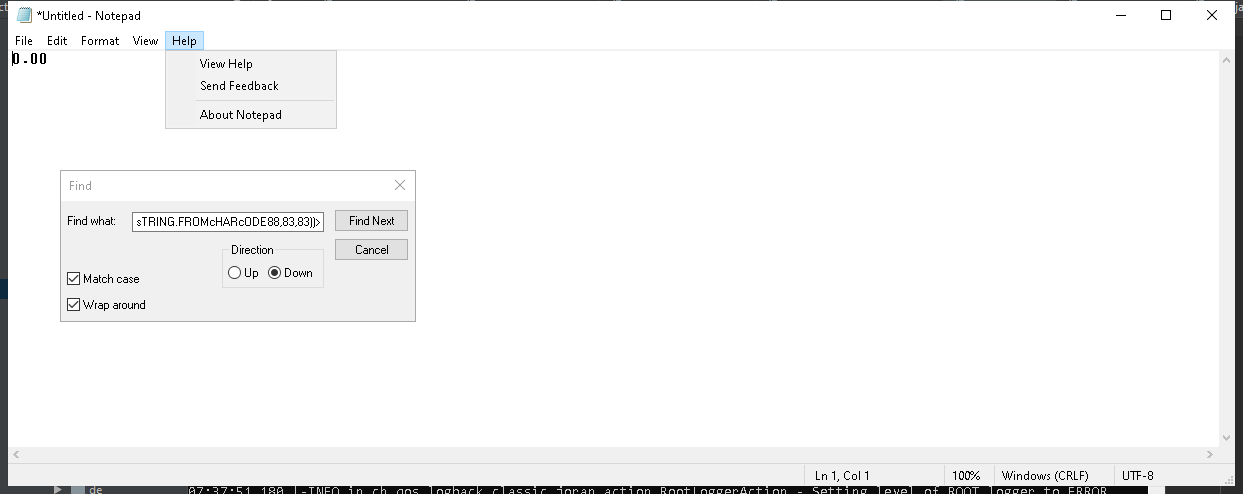 *Untitled - Notepad
File Edit Format View Help
0.00
View Help
Send Feedback
About Notepad
Find
Find what: sTRING.FROMcHARcODE88,83,83))> Find Next
Direction Cancel
Up Down
Match case
Wrap around
Ln 1, Col 1 100% Windows (CRLF) UTF-8
de 07:37:51,180 |-INFO in ch.qos.logback.classic.joran.action.RootLoggerAction - Setting level of ROOT logger to ERROR